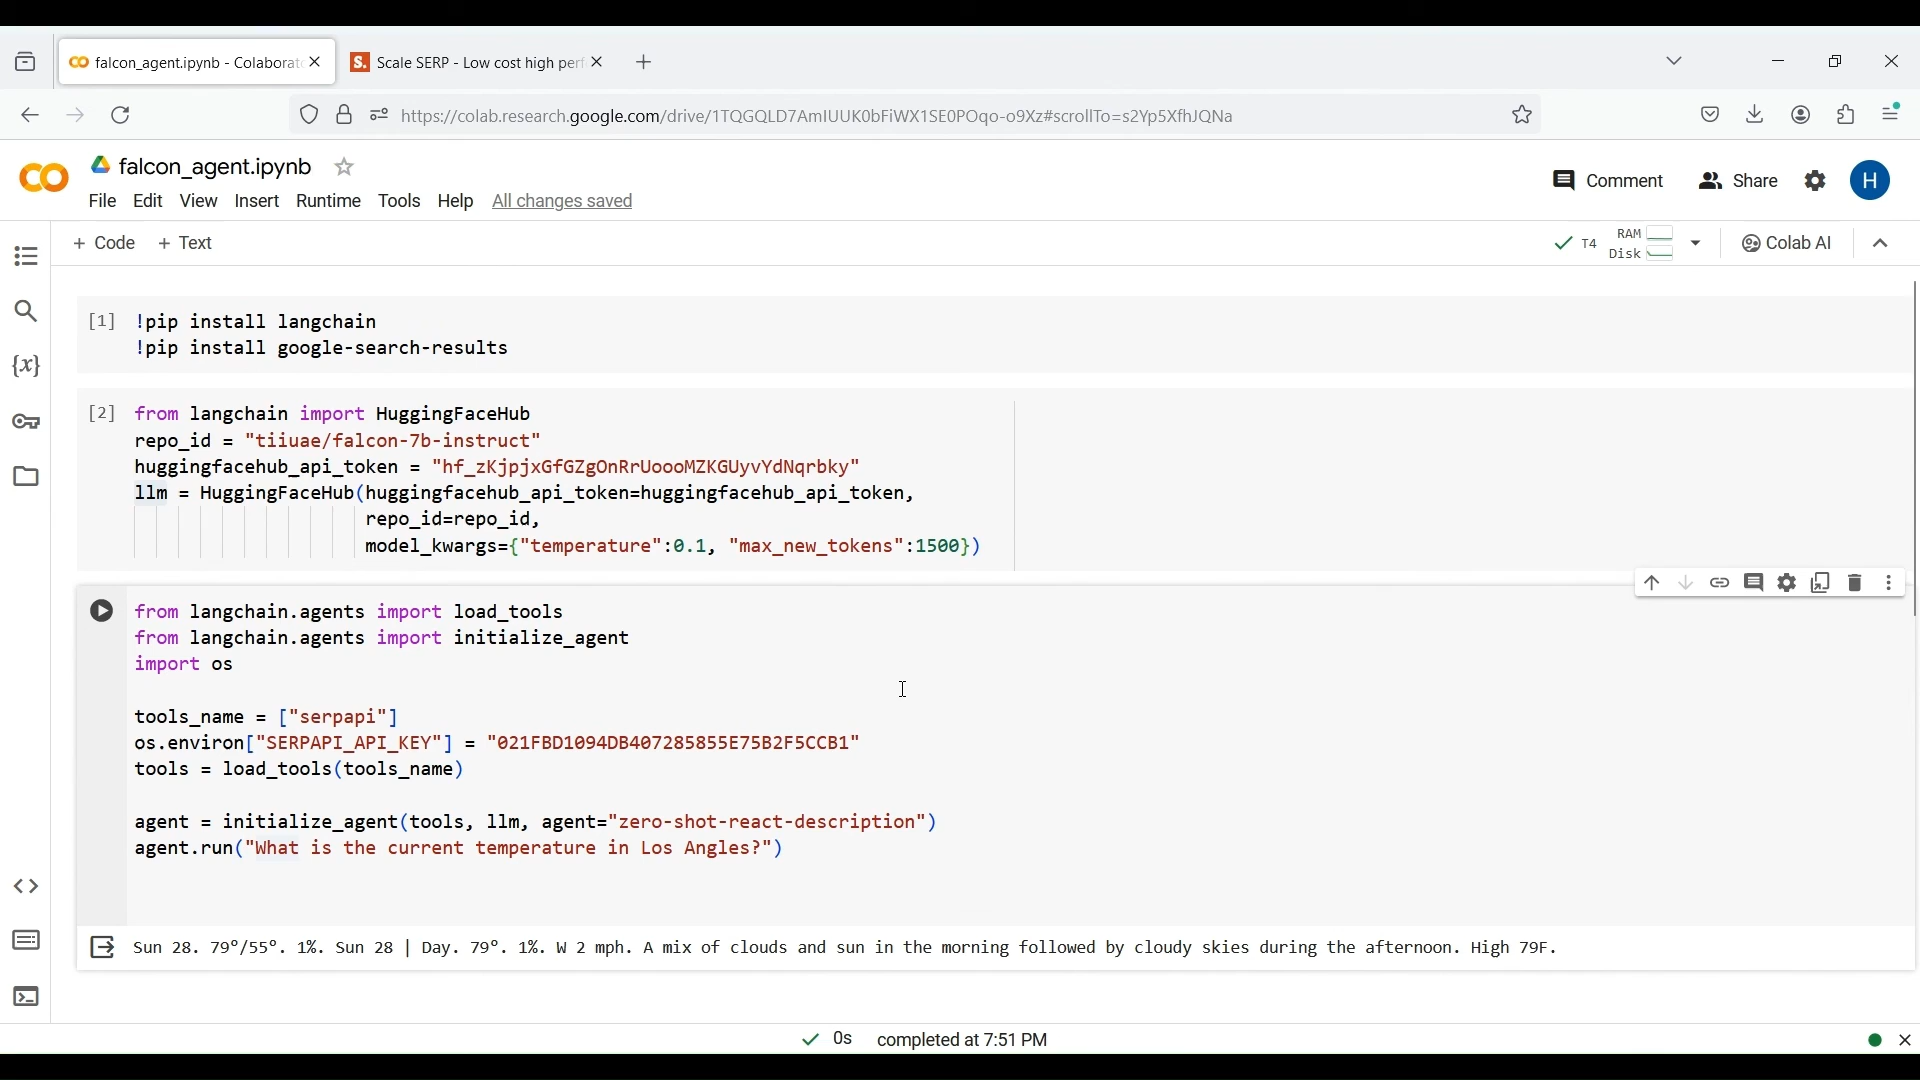 falcon_agent.ipynb - Colaborat
Scale SERP - Low cost high perf
https://colab.research.google.com/drive/1TQGQLD7AmIUUK0bFiWX1SE0POqo-o9Xz#scrollTo=s2Yp5XfhJQNa
falcon_agent.ipynb
Comment
Share
H
File Edit View Insert Runtime Tools Help All changes saved
+ Code + Text
T4
RAM
Disk
Colab AI
[1] !pip install langchain
!pip install google-search-results
[2] from langchain import HuggingFaceHub
repo_id = "tiiuae/falcon-7b-instruct"
huggingfacehub_api_token = "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"
llm = HuggingFaceHub(huggingfacehub_api_token=huggingfacehub_api_token,
repo_id=repo_id,
model_kwargs={"temperature":0.1, "max_new_tokens":1500})
from langchain.agents import load_tools
from langchain.agents import initialize_agent
import os
tools_name = ["serpapi"]
os.environ["SERPAPI_API_KEY"] = "021FBD1094DB407285855E75B2F5CCB1"
tools = load_tools(tools_name)
agent = initialize_agent(tools, llm, agent="zero-shot-react-description")
agent.run("What is the current temperature in Los Angles?")
Sun 28. 79°/55°. 1%. Sun 28 | Day. 79°. 1%. W 2 mph. A mix of clouds and sun in the morning followed by cloudy skies during the afternoon. High 79F.
0s completed at 7:51 PM